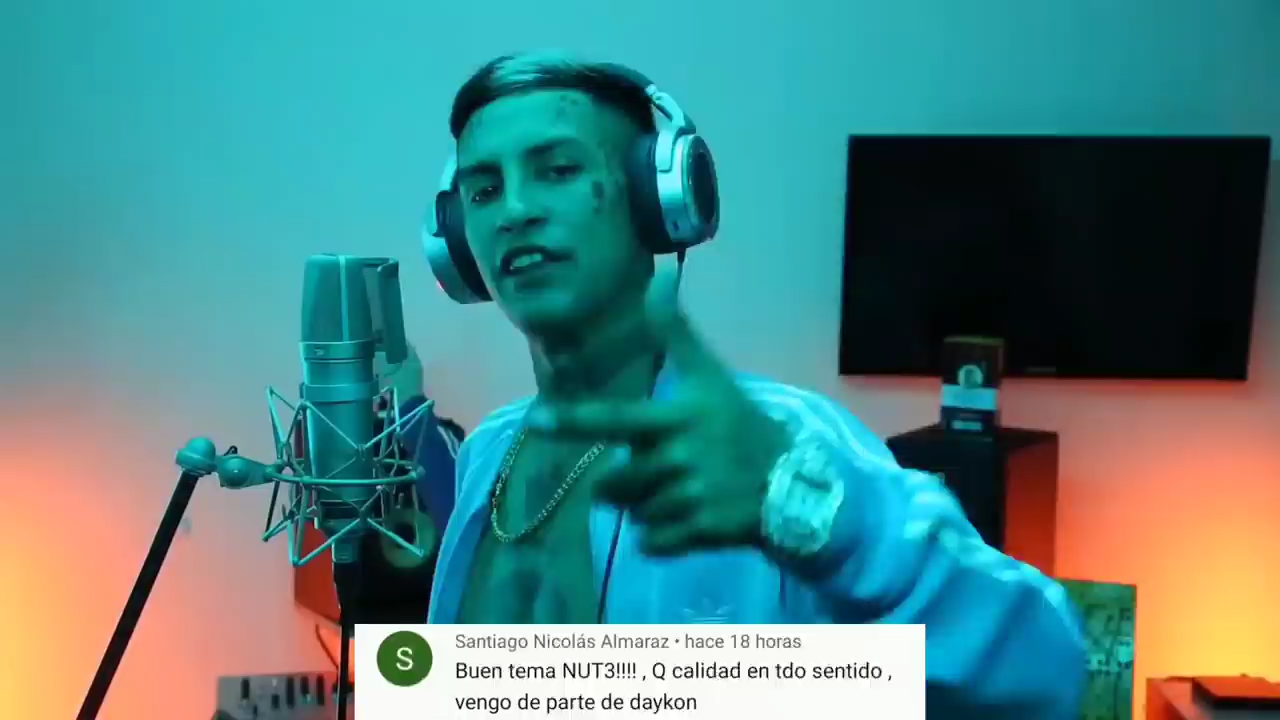 S
Santiago Nicolás Almaraz • hace 18 horas
Buen tema NUT3!!!! , Q calidad en tdo sentido ,
vengo de parte de daykon